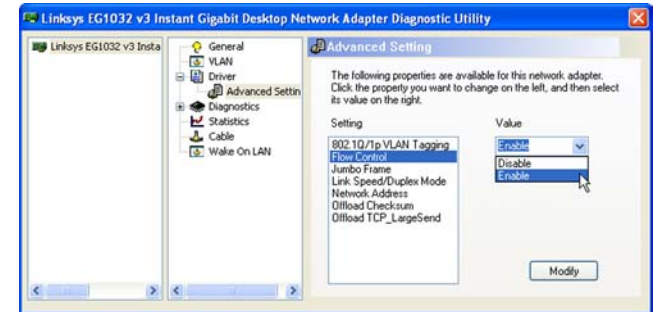 Linksys EG1032 v3 Instant Gigabit Desktop Network Adapter Diagnostic Utility
Linksys EG1032 v3 Insta
General
VLAN
Driver
Advanced Settin
Diagnostics
Statistics
Cable
Wake On LAN
Advanced Setting
The following properties are available for this network adapter.
Click the property you want to change on the left, and then select
its value on the right.
Setting
802.1Q/1p VLAN Tagging
Flow Control
Jumbo Frame
Link Speed/Duplex Mode
Network Address
Offload Checksum
Offload TCP_LargeSend
Value
Enable
Disable
Enable
Modify